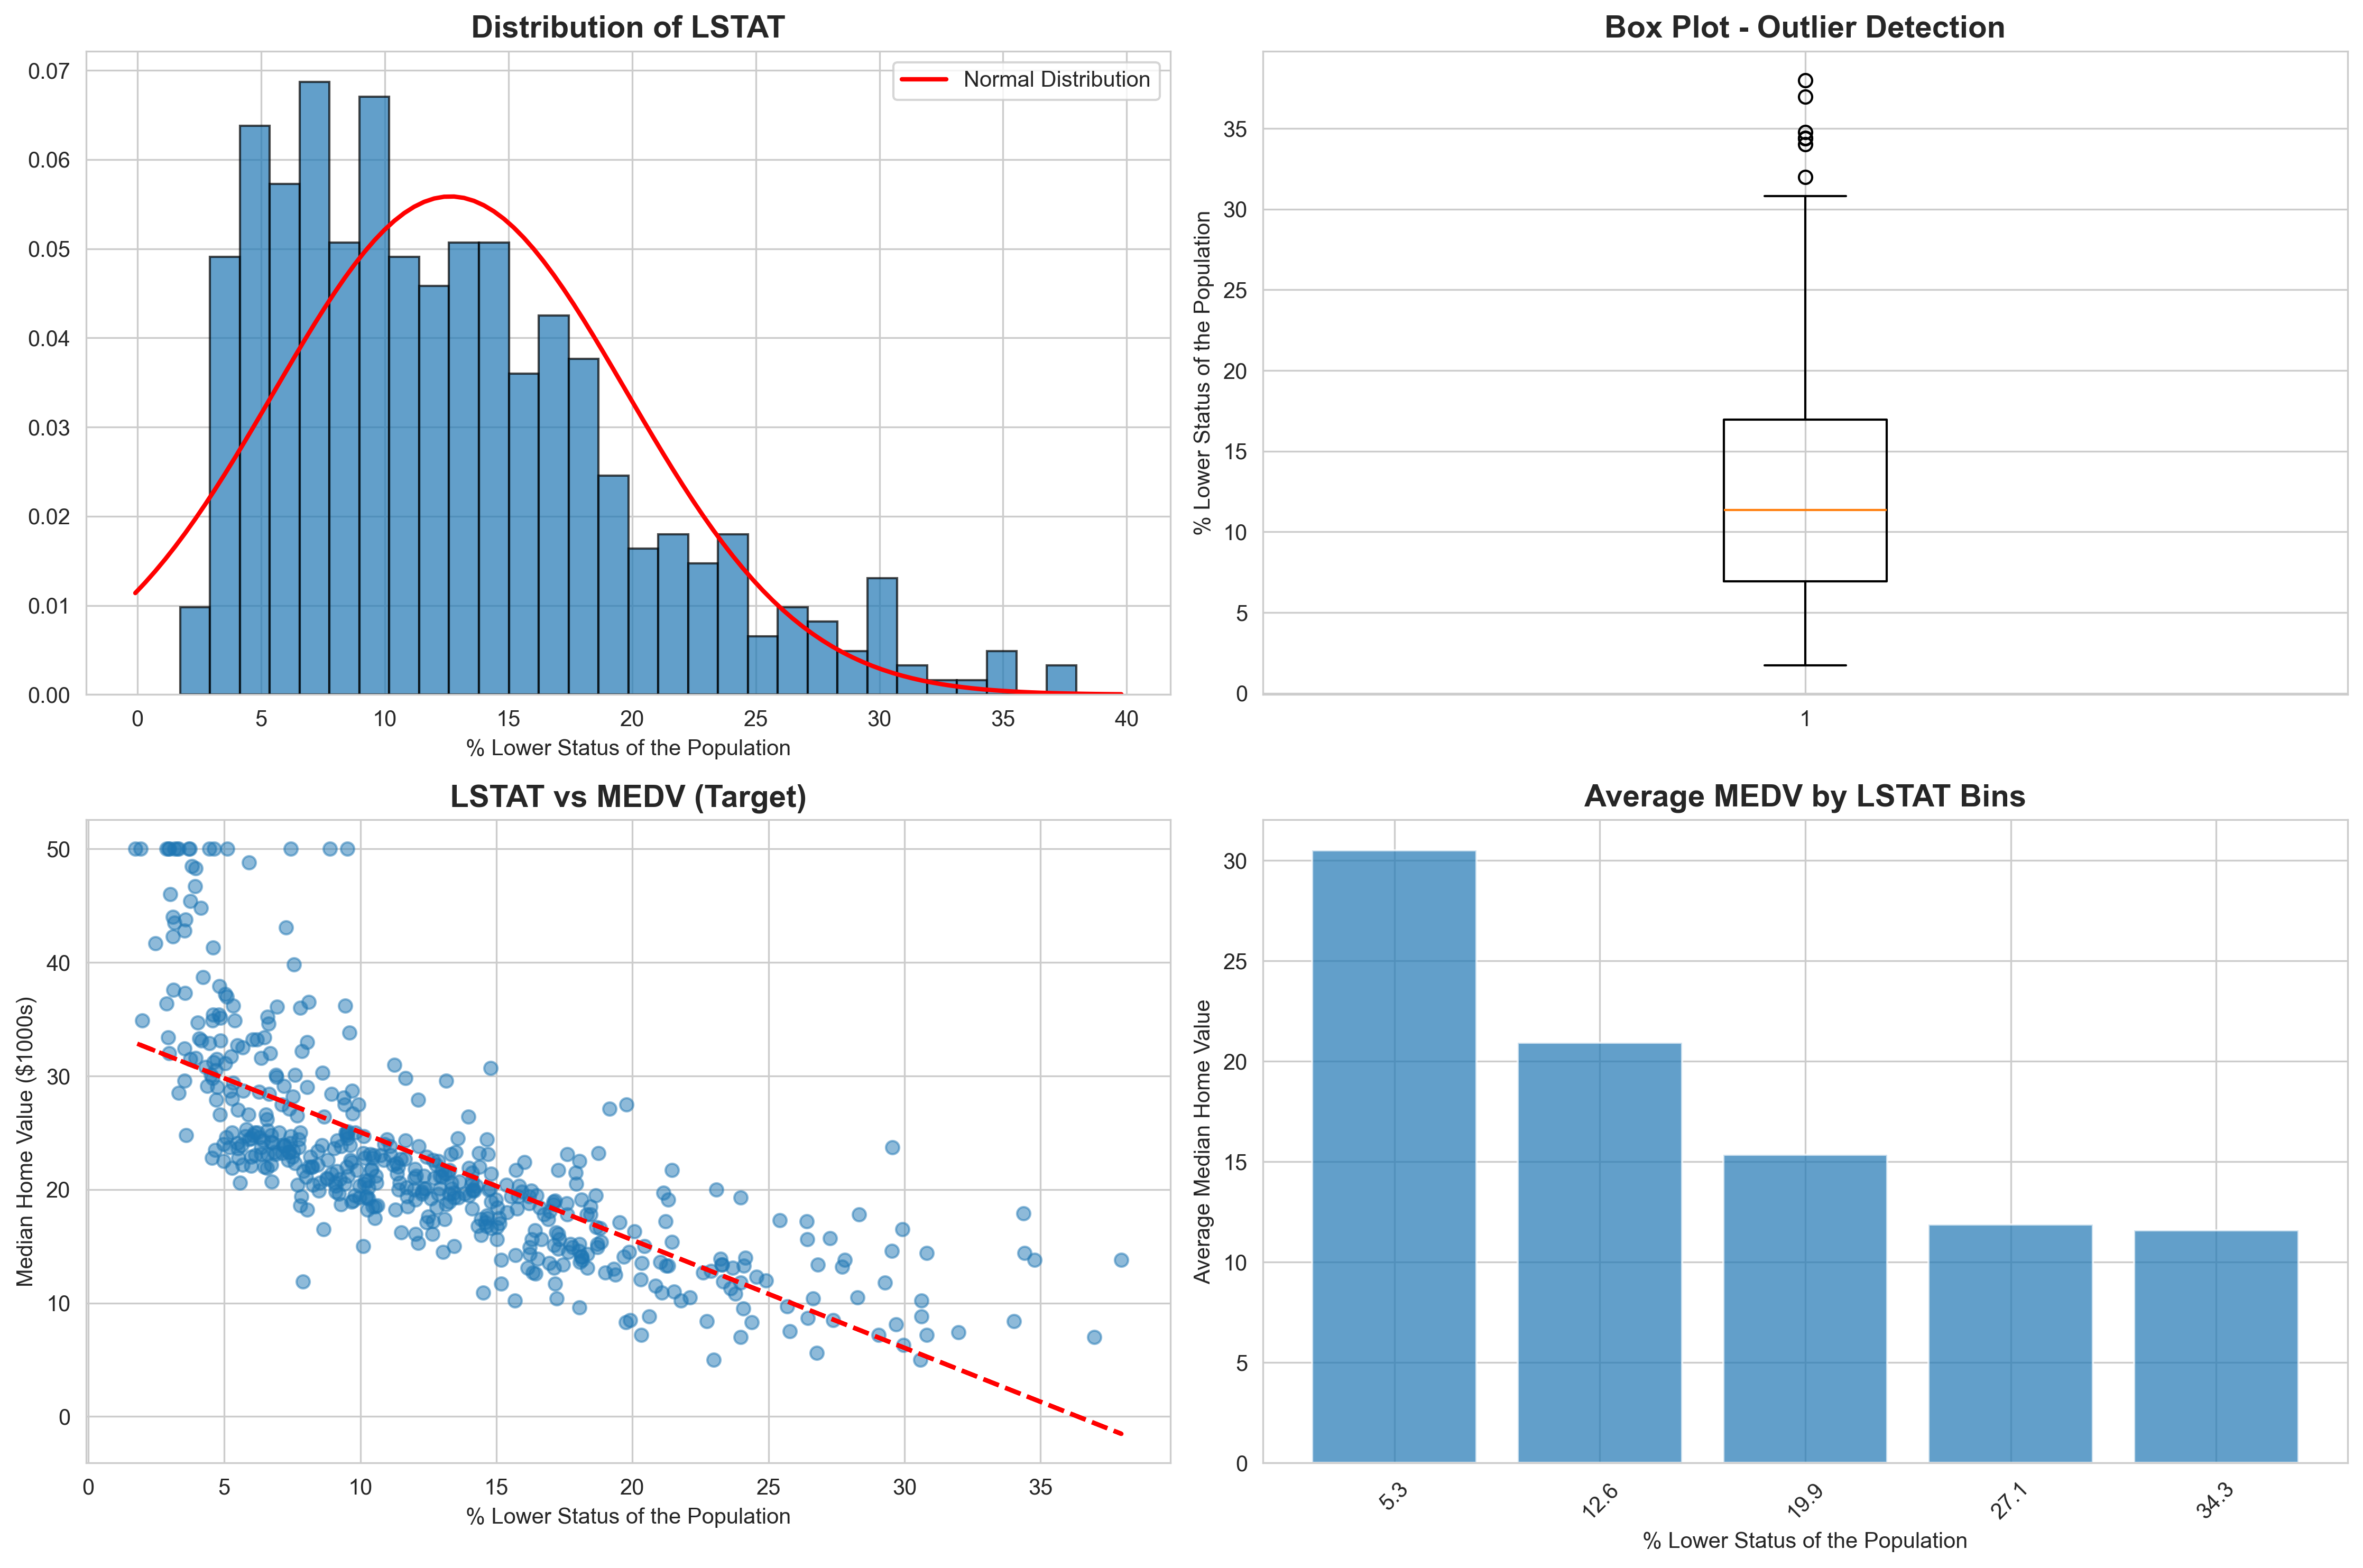 Distribution of LSTAT
0.07
0.06
0.05
0.04
0.03
0.02
0.01
0.00
Normal Distribution
0 5 10 15 20 25 30 35 40
% Lower Status of the Population
Box Plot - Outlier Detection
% Lower Status of the Population
35
30
25
20
15
10
5
0
1
LSTAT vs MEDV (Target)
Median Home Value ($1000s)
50
40
30
20
10
0
0 5 10 15 20 25 30 35
% Lower Status of the Population
Average MEDV by LSTAT Bins
Average Median Home Value
30
25
20
15
10
5
0
5.3 12.6 19.9 27.1 34.3
% Lower Status of the Population